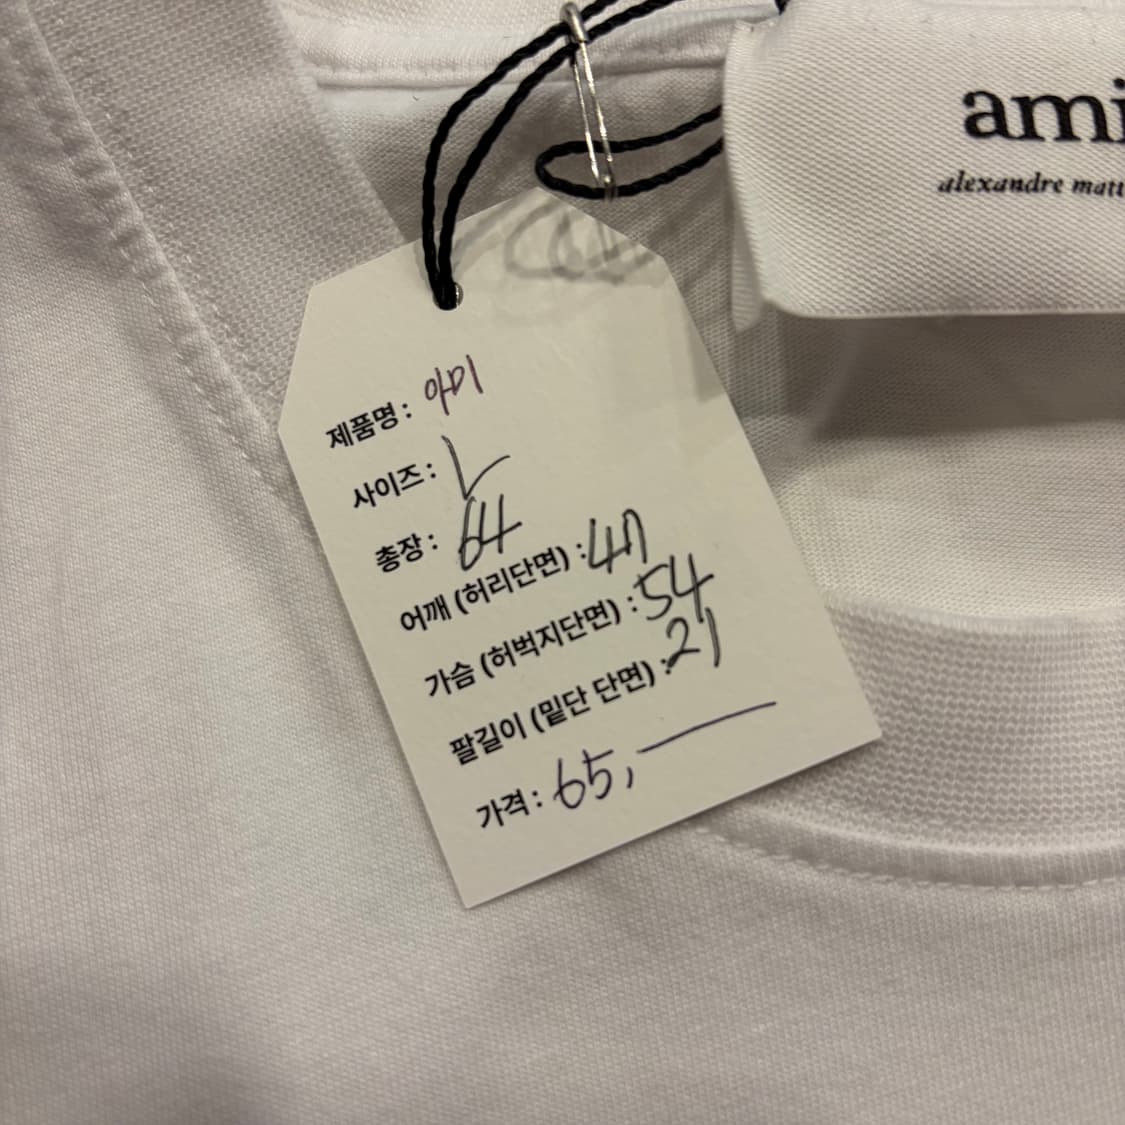 ami
alexandre matt
제품명 : 아미
사이즈 : L
총장 : 64
어깨 (허리단면) : 47
가슴 (허벅지단면) : 54
팔길이 (밑단 단면) : 21
가격 : 65,